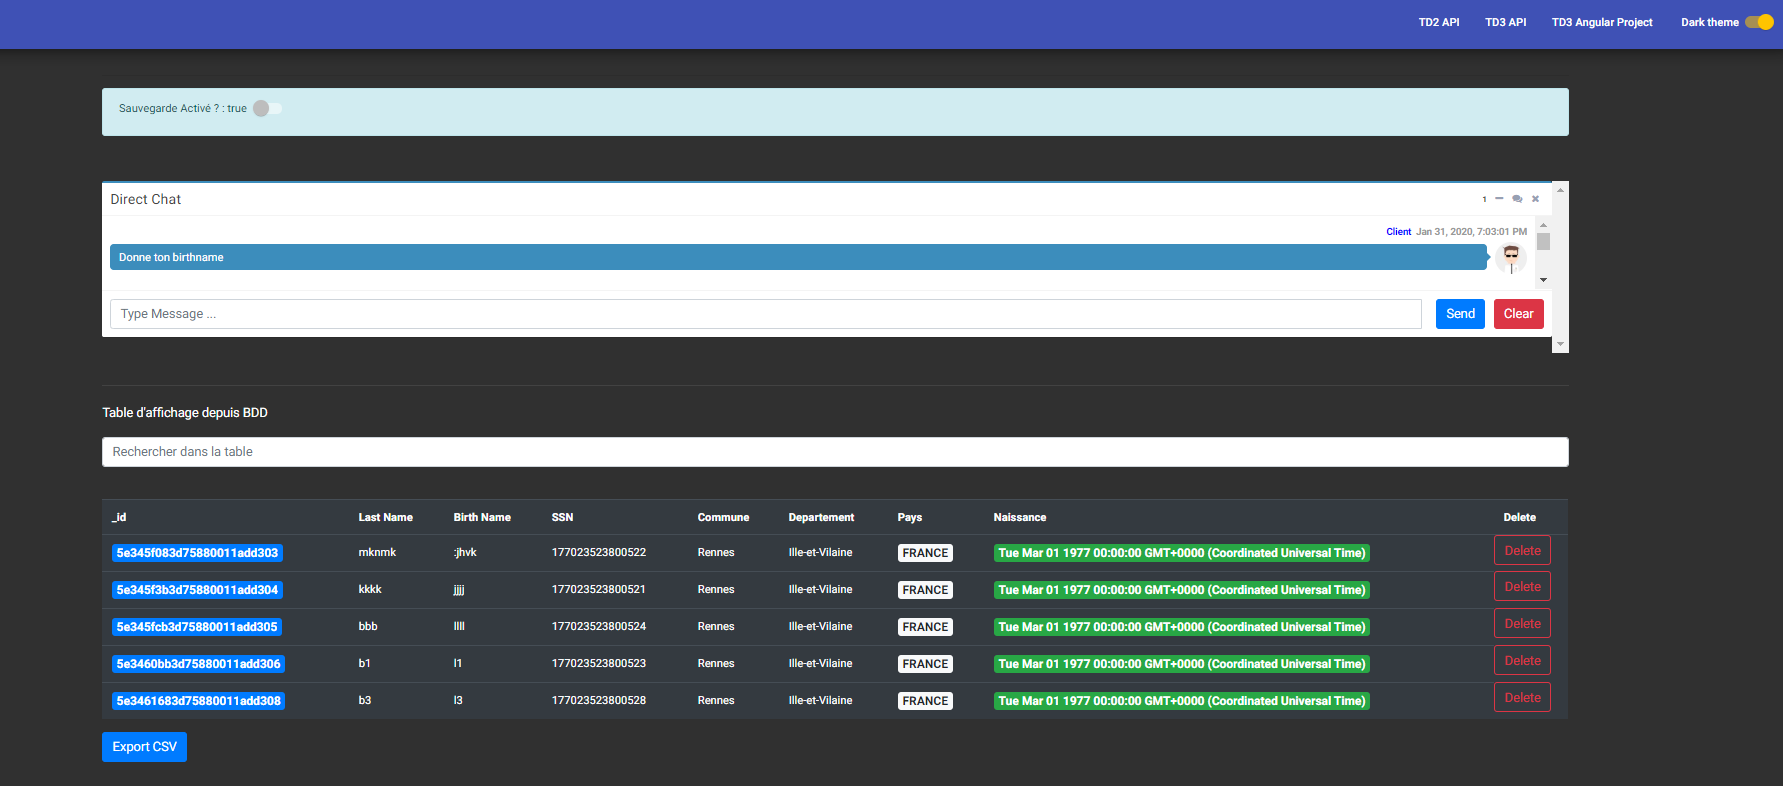 TD2 API TD3 API TD3 Angular Project Dark theme
Sauvegarde Activé ? : true
Direct Chat 1
Client Jan 31, 2020, 7:03:01 PM
Donne ton birthname
Type Message ... Send Clear
Table d'affichage depuis BDD
Rechercher dans la table
_id Last Name Birth Name SSN Commune Departement Pays Naissance Delete
5e345f083d75880011add303 mknmk :jhvk 177023523800522 Rennes Ille-et-Vilaine FRANCE Tue Mar 01 1977 00:00:00 GMT+0000 (Coordinated Universal Time) Delete
5e345f3b3d75880011add304 kkkk jjjj 177023523800521 Rennes Ille-et-Vilaine FRANCE Tue Mar 01 1977 00:00:00 GMT+0000 (Coordinated Universal Time) Delete
5e345fcb3d75880011add305 bbb llll 177023523800524 Rennes Ille-et-Vilaine FRANCE Tue Mar 01 1977 00:00:00 GMT+0000 (Coordinated Universal Time) Delete
5e3460bb3d75880011add306 b1 l1 177023523800523 Rennes Ille-et-Vilaine FRANCE Tue Mar 01 1977 00:00:00 GMT+0000 (Coordinated Universal Time) Delete
5e3461683d75880011add308 b3 l3 177023523800528 Rennes Ille-et-Vilaine FRANCE Tue Mar 01 1977 00:00:00 GMT+0000 (Coordinated Universal Time) Delete
Export CSV